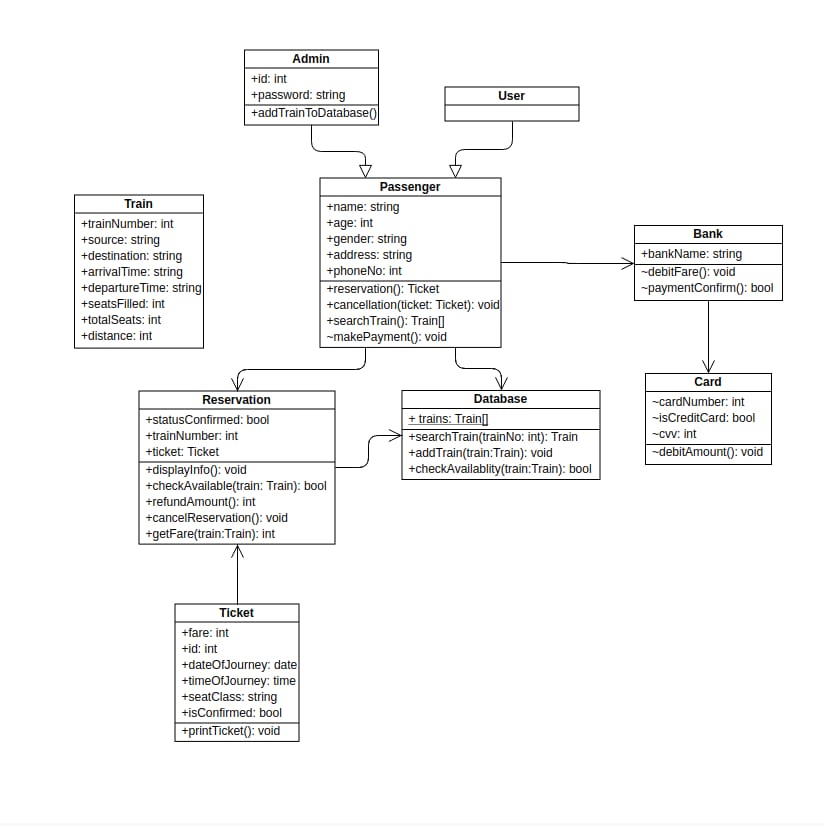 Admin
+id: int
+password: string
+addTrainToDatabase()
User
Passenger
+name: string
+age: int
+gender: string
+address: string
+phoneNo: int
+reservation(): Ticket
+cancellation(ticket: Ticket): void
+searchTrain(): Train[]
~makePayment(): void
Train
+trainNumber: int
+source: string
+destination: string
+arrivalTime: string
+departureTime: string
+seatsFilled: int
+totalSeats: int
+distance: int
Bank
+bankName: string
~debitFare(): void
~paymentConfirm(): bool
Card
~cardNumber: int
~isCreditCard: bool
~cvv: int
~debitAmount(): void
Reservation
+statusConfirmed: bool
+trainNumber: int
+ticket: Ticket
+displayInfo(): void
+checkAvailable(train: Train): bool
+refundAmount(): int
+cancelReservation(): void
+getFare(train:Train): int
Database
+ trains: Train[]
+searchTrain(trainNo: int): Train
+addTrain(train:Train): void
+checkAvailablity(train:Train): bool
Ticket
+fare: int
+id: int
+dateOfJourney: date
+timeOfJourney: time
+seatClass: string
+isConfirmed: bool
+printTicket(): void